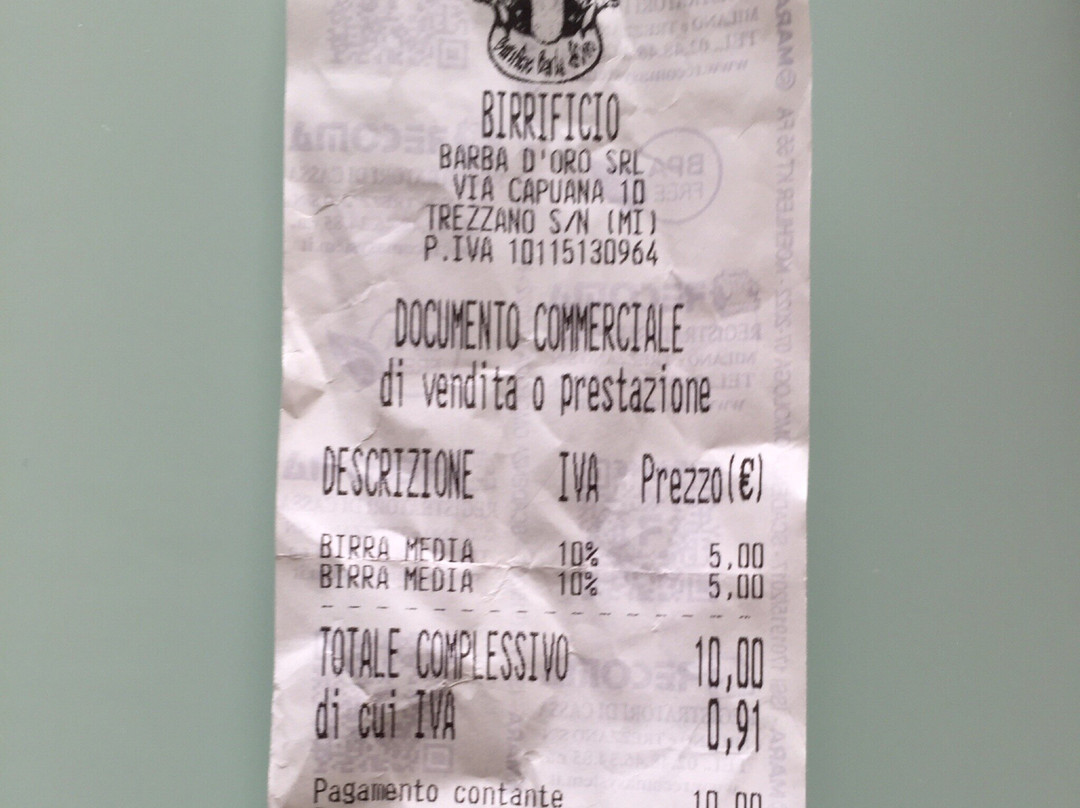 BIRRIFICIO
BARBA D'ORO SRL
VIA CAPUANA 10
TREZZANO S/N (MI)
P.IVA 10115130964
DOCUMENTO COMMERCIALE
di vendita o prestazione
DESCRIZIONE IVA Prezzo(€)
BIRRA MEDIA 10% 5,00
BIRRA MEDIA 10% 5,00
TOTALE COMPLESSIVO 10,00
di cui IVA 0,91
Pagamento contante 10,00